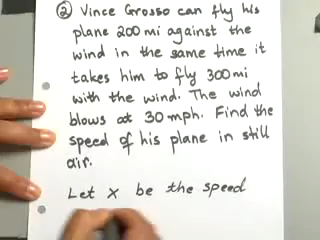 ② Vince Grosso can fly his
plane 200 mi against the
wind in the same time it
takes him to fly 300 mi
with the wind. The wind
blows at 30 mph. Find the
speed of his plane in still
air.
Let x be the speed